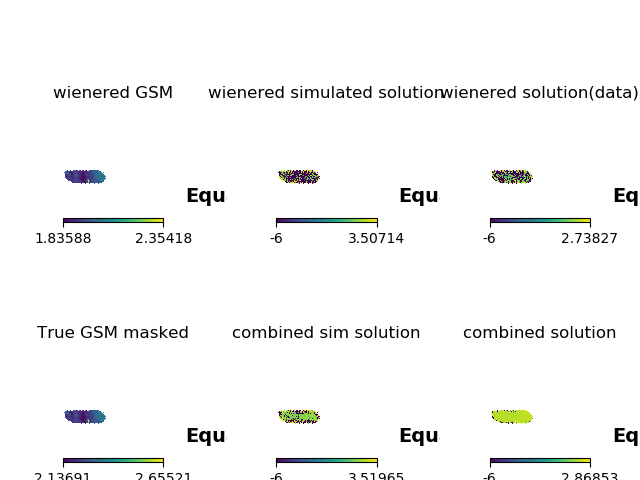 wienered GSM
wienered simulated solution
wienered solution(data)
Equ
Equ
Eq
1.83588 2.35418
-6 3.50714
-6 2.73827
True GSM masked
combined sim solution
combined solution
Equ
Equ
Eq
2.13691 2.65521
-6 3.51965
-6 2.86853